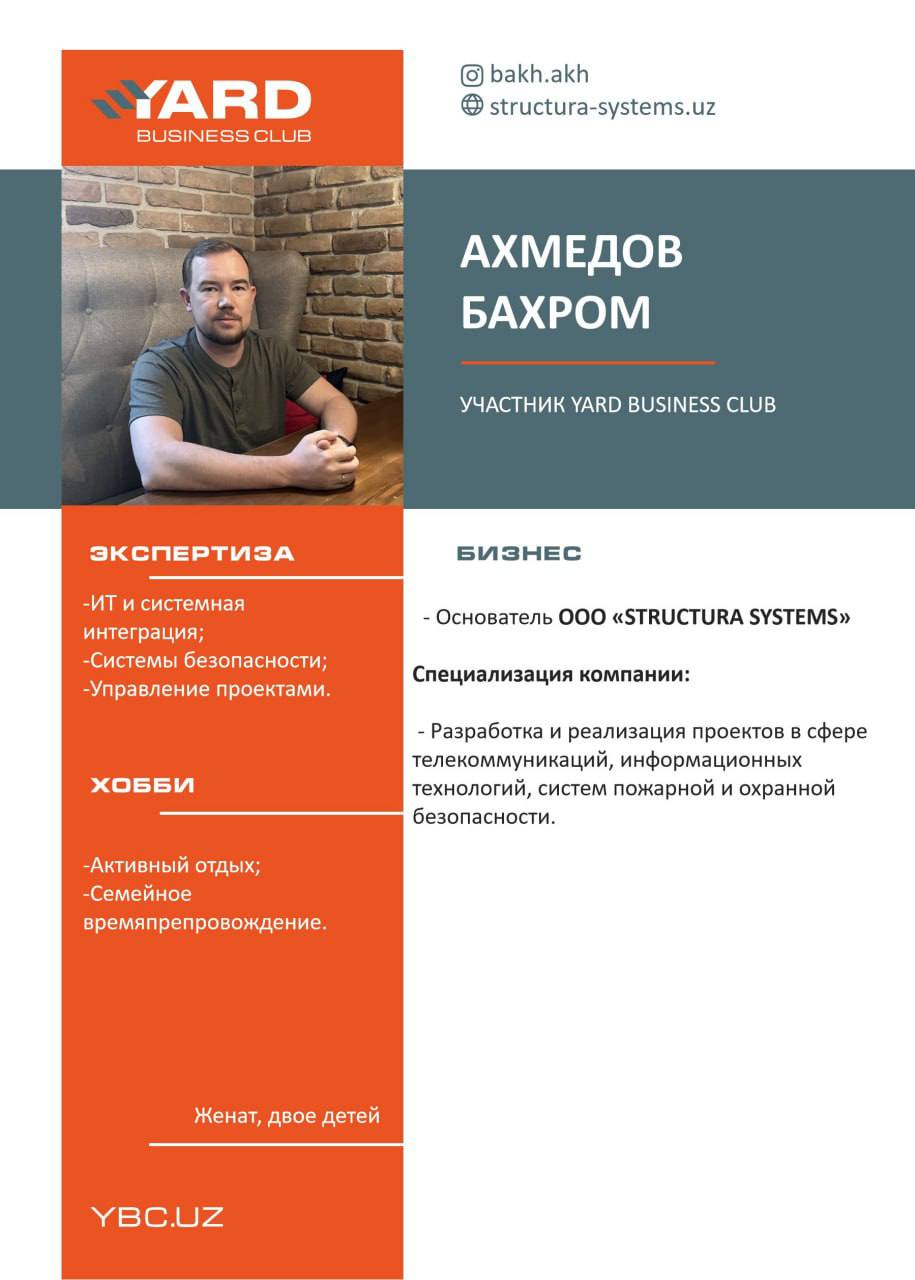 YARD
BUSINESS CLUB
bakh.akh
structura-systems.uz
АХМЕДОВ
БАХРОМ
УЧАСТНИК YARD BUSINESS CLUB
ЭКСПЕРТИЗА
-ИТ и системная
интеграция;
-Системы безопасности;
-Управление проектами.
ХОББИ
-Активный отдых;
-Семейное
времяпрепровождение.
Женат, двое детей
YBC.UZ
БИЗНЕС
- Основатель ООО «STRUCTURA SYSTEMS»
Специализация компании:
- Разработка и реализация проектов в сфере
телекоммуникаций, информационных
технологий, систем пожарной и охранной
безопасности.